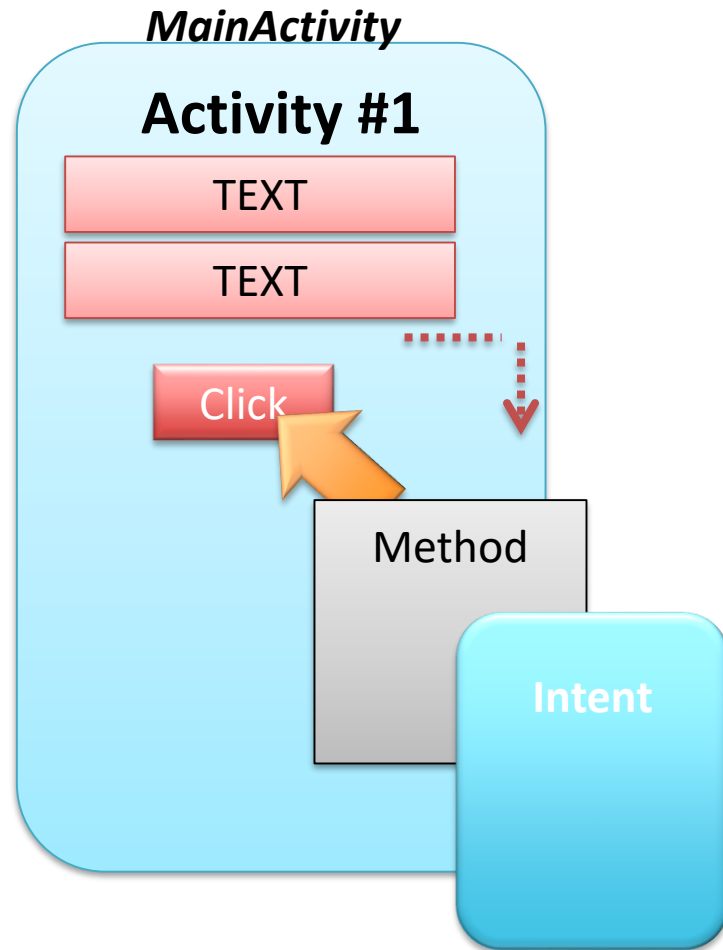 MainActivity
Activity #1
TEXT
TEXT
Click
Method
Intent